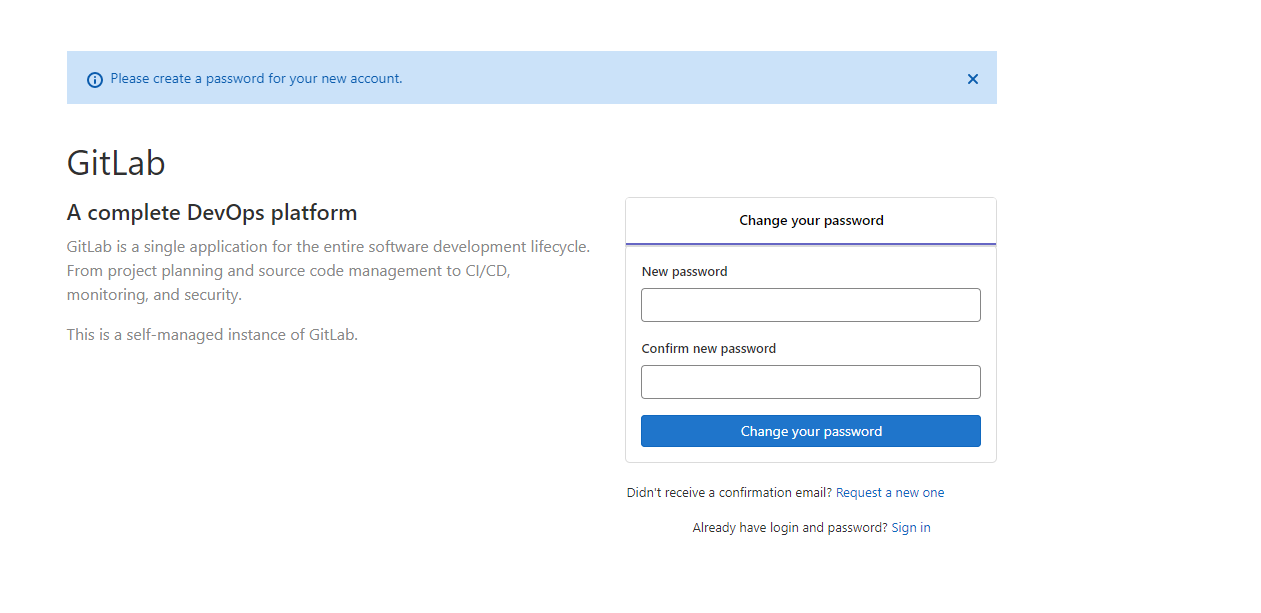 Please create a password for your new account.
GitLab
A complete DevOps platform
GitLab is a single application for the entire software development lifecycle.
From project planning and source code management to CI/CD,
monitoring, and security.
This is a self-managed instance of GitLab.
Change your password
New password
Confirm new password
Change your password
Didn't receive a confirmation email? Request a new one
Already have login and password? Sign in